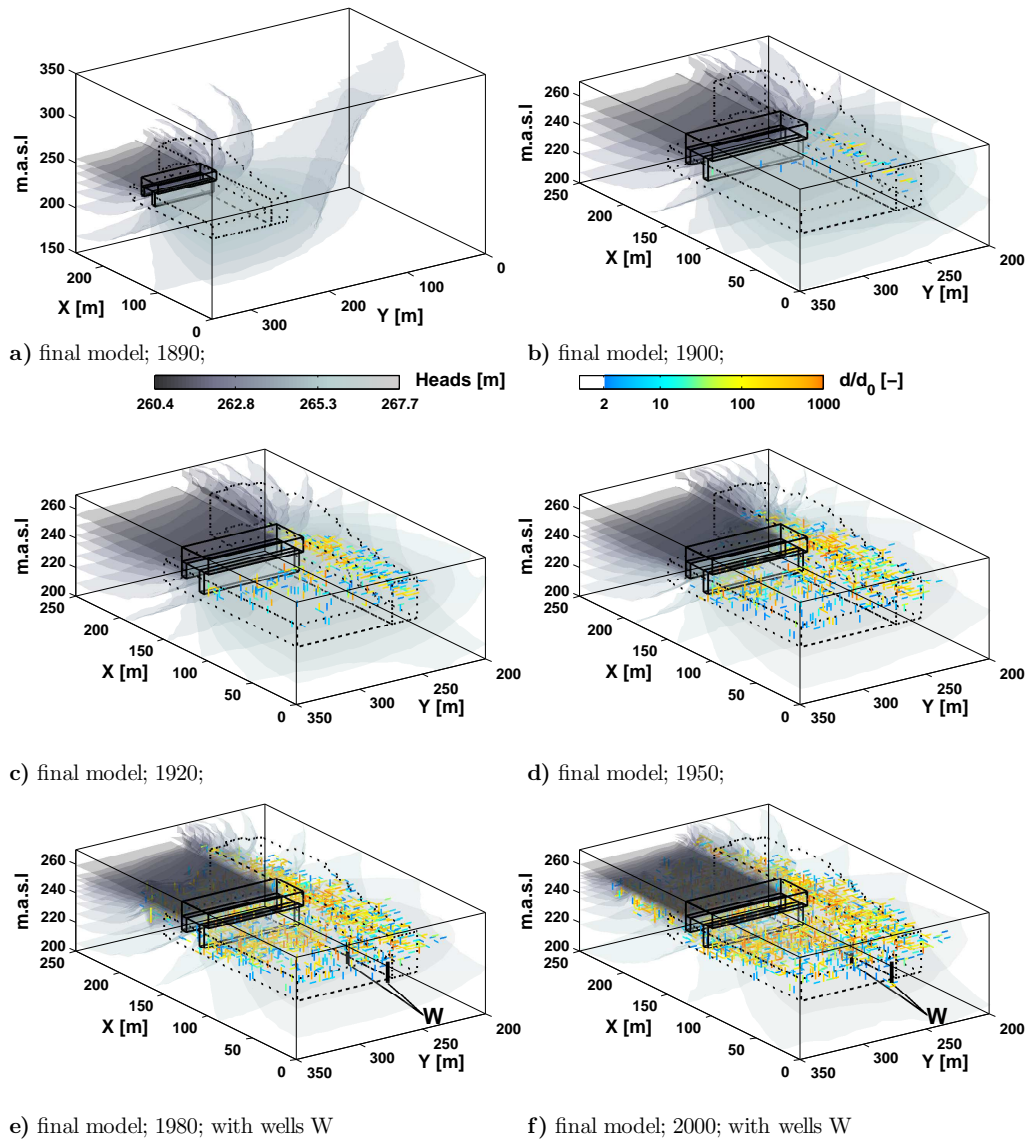 350
300
250
200
150
m.a.s.l
200
100
0
X [m]
300
200
100
0
Y [m]
a) final model; 1890;
260
240
220
200
m.a.s.l
250
200
150
100
50
0
X [m]
350
300
250
200
Y [m]
b) final model; 1900;
Heads [m]
260.4 262.8 265.3 267.7
d/d0 [–]
2 10 100 1000
260
240
220
200
m.a.s.l
250
200
150
100
50
0
X [m]
350
300
250
200
Y [m]
c) final model; 1920;
260
240
220
200
m.a.s.l
250
200
150
100
50
0
X [m]
350
300
250
200
Y [m]
d) final model; 1950;
260
240
220
200
m.a.s.l
250
200
150
100
50
0
X [m]
350
300
250
200
Y [m]
W
e) final model; 1980; with wells W
260
240
220
200
m.a.s.l
250
200
150
100
50
0
X [m]
350
300
250
200
Y [m]
W
f) final model; 2000; with wells W